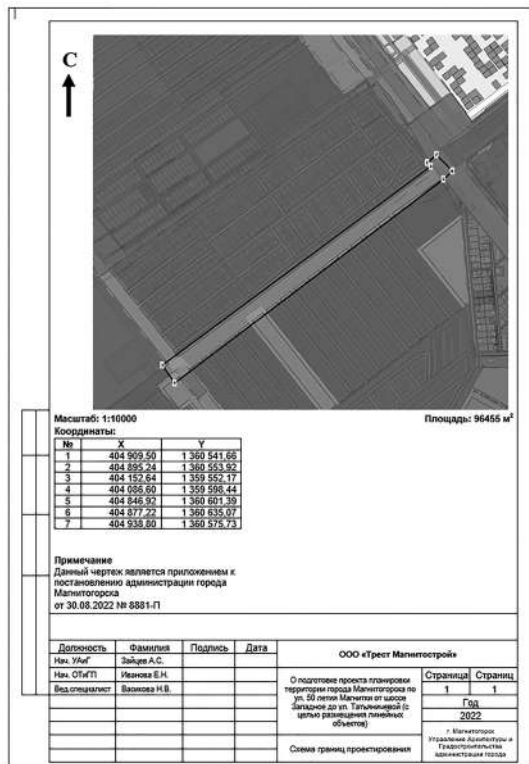 С
Масштаб: 1:10000
Площадь: 96455 м²
Координаты:
№ X Y
1 404 909,50 1 360 541,66
2 404 895,24 1 360 553,92
3 404 152,64 1 359 552,17
4 404 086,60 1 359 598,44
5 404 846,92 1 360 601,39
6 404 877,22 1 360 635,07
7 404 938,80 1 360 575,73
Примечание
Данный чертеж является приложением к
постановлению администрации города
Магнитогорска
от 30.08.2022 № 8881-П
Должность Фамилия Подпись Дата
Нач. УАиГ Зайцев А.С.
Нач. ОТиГП Иванова Е.Н.
Вед.специалист Васикова Н.В.
ООО «Трест Магнитострой»
О подготовке проекта планировки
территории города Магнитогорска по
ул. 50 летия Магнитки от шоссе
Западное до ул. Татьяничевой (с
целью размещения линейных
объектов)
Страница Страниц
1 1
Год
2022
Схема границ проектирования
г. Магнитогорск
Управление Архитектуры и
Градостроительства
администрации города